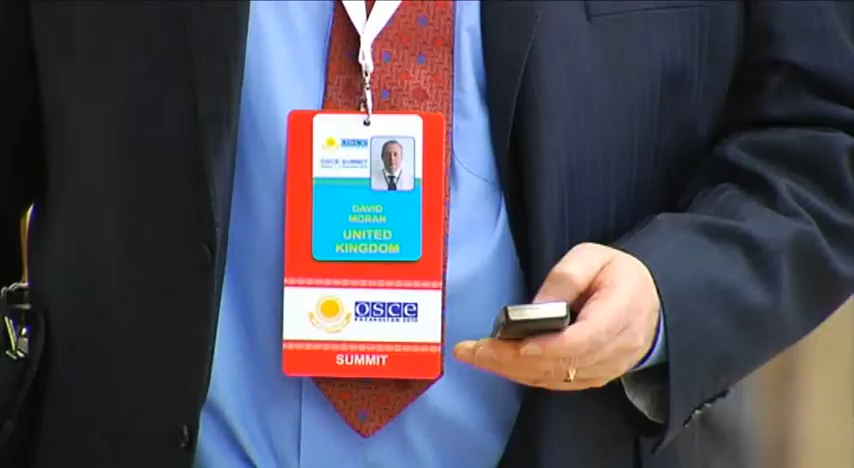 OSCE
OSCE SUMMIT
DAVID
MORAN
UNITED
KINGDOM
OSCE
KAZAKHSTAN 2010
SUMMIT